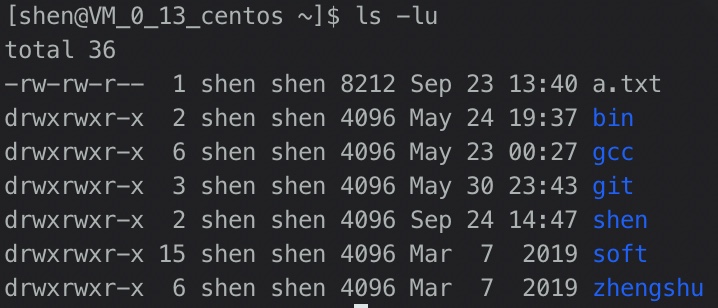 [shen@VM_0_13_centos ~]$ ls -lu
total 36
-rw-rw-r--  1 shen shen 8212 Sep 23 13:40 a.txt
drwxrwxr-x  2 shen shen 4096 May 24 19:37 bin
drwxrwxr-x  6 shen shen 4096 May 23 00:27 gcc
drwxrwxr-x  3 shen shen 4096 May 30 23:43 git
drwxrwxr-x  2 shen shen 4096 Sep 24 14:47 shen
drwxrwxr-x 15 shen shen 4096 Mar  7  2019 soft
drwxrwxr-x  6 shen shen 4096 Mar  7  2019 zhengshu